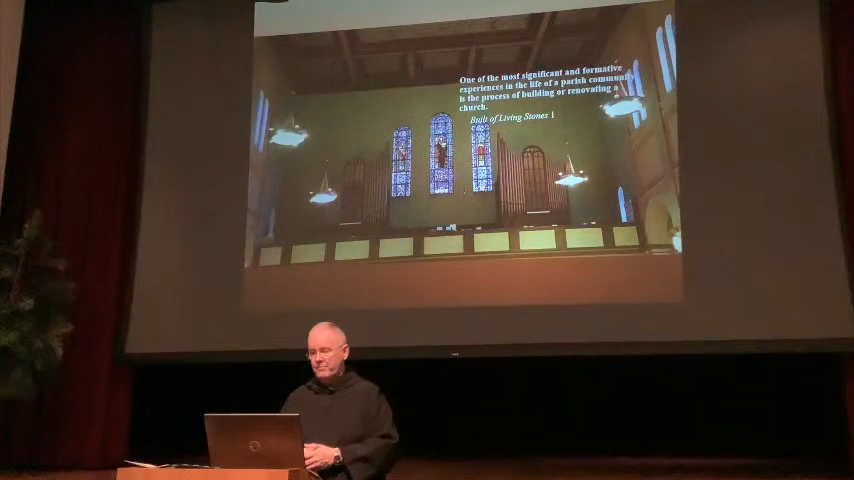 One of the most significant and formative
experiences in the life of a parish community
is the process of building or renovating a
church.
Built of Living Stones 1